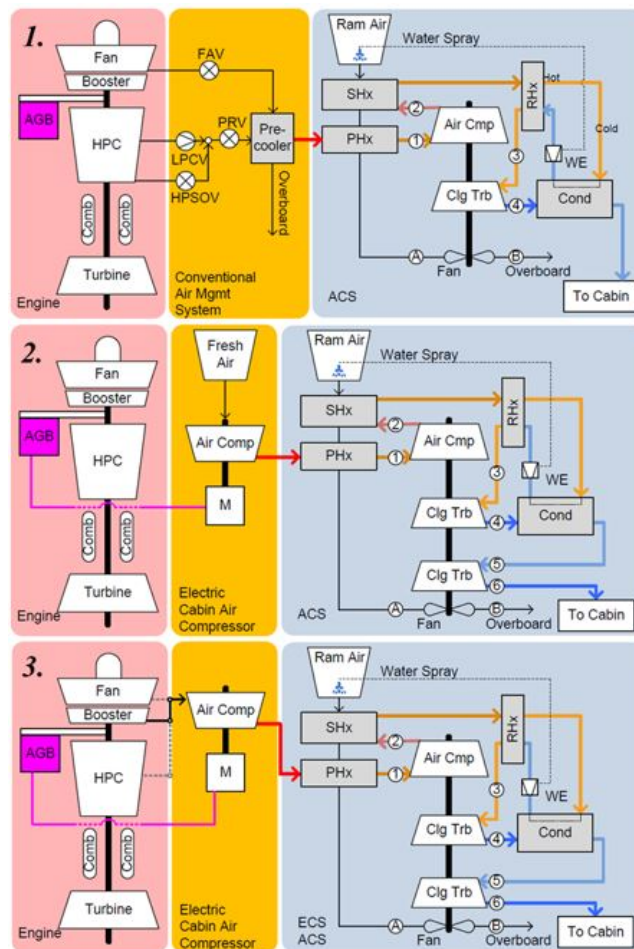 1.
Fan
Booster
AGB
HPC
Comb
Comb
Turbine
Engine
FAV
PRV
LPCV
HPSOV
Pre-
cooler
Overboard
Conventional
Air Mgmt
System
Ram Air
Water Spray
SHx
RHx
Hot
2
Air Cmp
PHx
1
Cold
3
WE
Clg Trb
4
Cond
A
B
Fan
Overboard
ACS
To Cabin
2.
Fan
Booster
AGB
HPC
Comb
Comb
Turbine
Engine
Fresh
Air
Air Comp
M
Electric
Cabin Air
Compressor
Ram Air
Water Spray
SHx
RHx
2
Air Cmp
PHx
1
3
WE
Clg Trb
4
Cond
5
Clg Trb
6
A
B
Fan
Overboard
ACS
To Cabin
3.
Fan
Booster
AGB
HPC
Comb
Comb
Turbine
Engine
Air Comp
M
Electric
Cabin Air
Compressor
Ram Air
Water Spray
SHx
RHx
2
Air Cmp
PHx
1
3
WE
Clg Trb
4
Cond
5
Clg Trb
6
ECS
ACS
A
B
Fan
Overboard
To Cabin